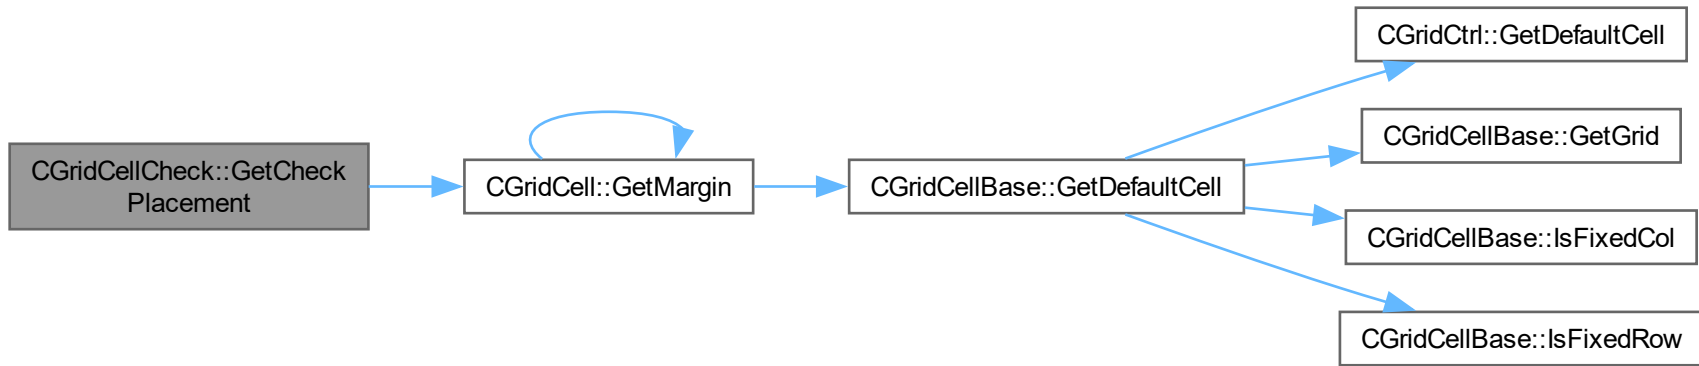 CGridCellCheck::GetCheck
Placement
CGridCell::GetMargin
CGridCellBase::GetDefaultCell
CGridCtrl::GetDefaultCell
CGridCellBase::GetGrid
CGridCellBase::IsFixedCol
CGridCellBase::IsFixedRow